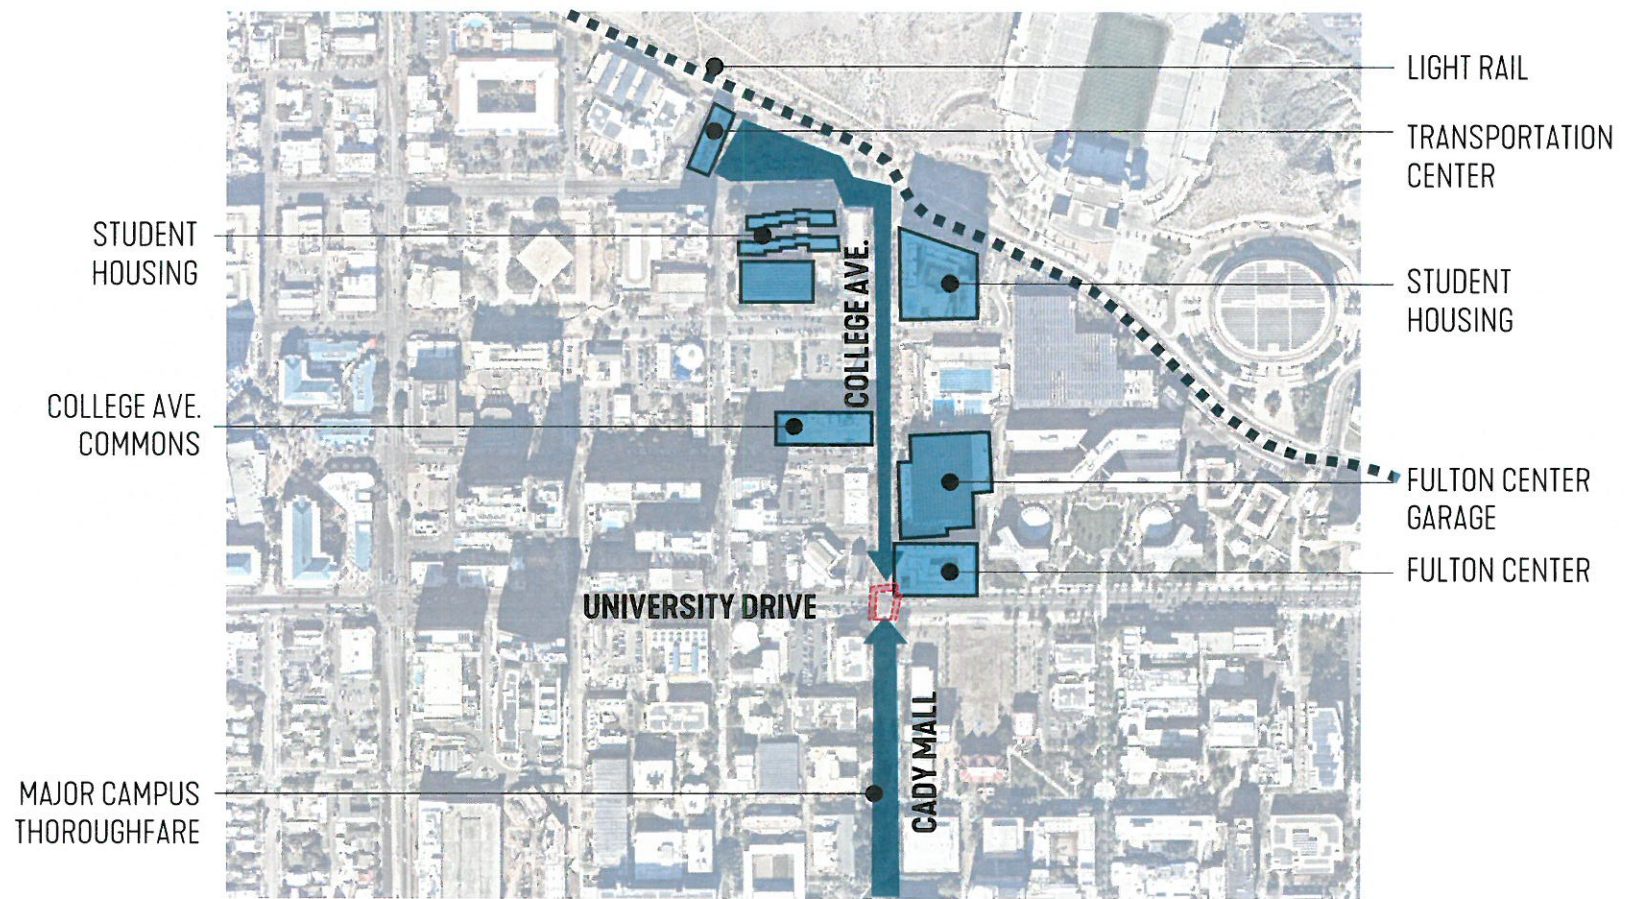 LIGHT RAIL
TRANSPORTATION
CENTER
STUDENT
HOUSING
STUDENT
HOUSING
COLLEGE AVE.
COLLEGE AVE.
COMMONS
FULTON CENTER
GARAGE
FULTON CENTER
UNIVERSITY DRIVE
CADY MALL
MAJOR CAMPUS
THOROUGHFARE